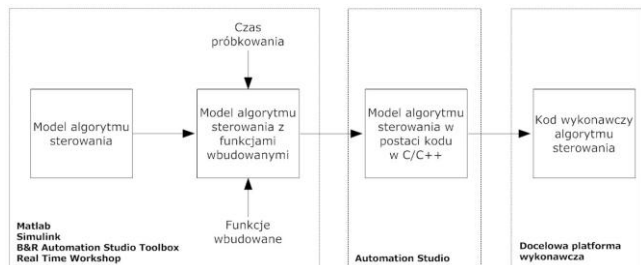 Czas
próbkowania
Model algorytmu
sterowania
Model algorytmu
sterowania z
funkcjami
wbudowanymi
Model algorytmu
sterowania w
postaci kodu
w C/C++
Kod wykonawczy
algorytmu
sterowania
Funkcje
wbudowane
Matlab
Simulink
B&R Automation Studio Toolbox
Real Time Workshop
Automation Studio
Docelowa platforma
wykonawcza